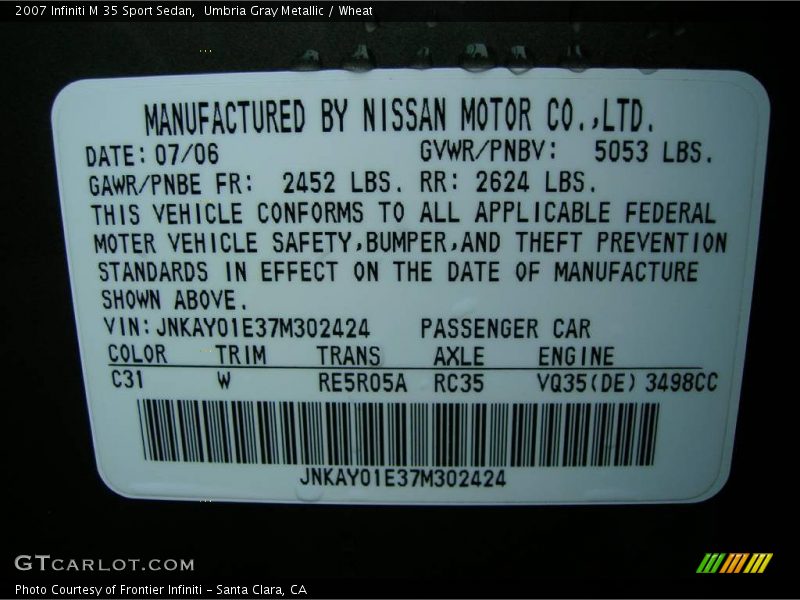 2007 Infiniti M 35 Sport Sedan,  Umbria Gray Metallic / Wheat
MANUFACTURED BY NISSAN MOTOR CO.,LTD.
DATE: 07/06 GVWR/PNBV: 5053 LBS.
GAWR/PNBE FR: 2452 LBS. RR: 2624 LBS.
THIS VEHICLE CONFORMS TO ALL APPLICABLE FEDERAL
MOTER VEHICLE SAFETY,BUMPER,AND THEFT PREVENTION
STANDARDS IN EFFECT ON THE DATE OF MANUFACTURE
SHOWN ABOVE.
VIN: JNKAY01E37M302424 PASSENGER CAR
COLOR TRIM TRANS AXLE ENGINE
C31 W RE5R05A RC35 VQ35(DE) 3498CC
JNKAY01E37M302424
GTCARLOT.COM
Photo Courtesy of Frontier Infiniti - Santa Clara, CA